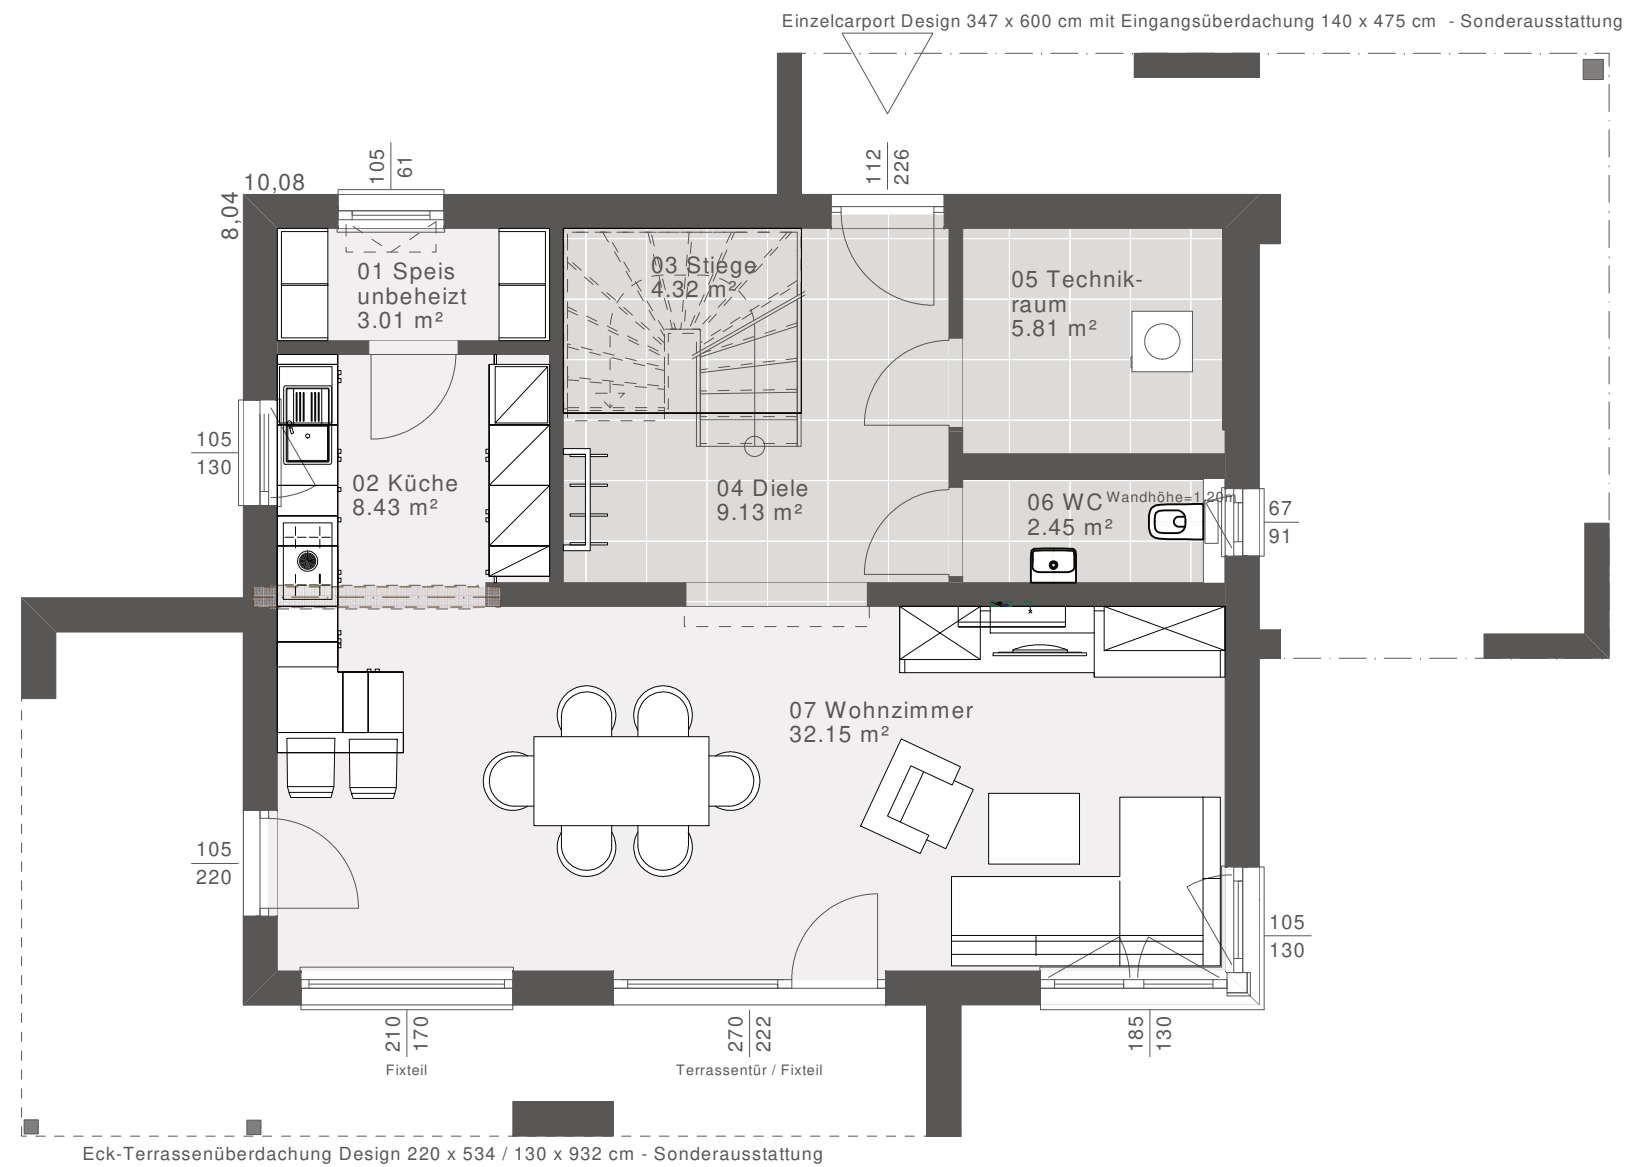 Einzelcarport Design 347 x 600 cm mit Eingangsüberdachung 140 x 475 cm - Sonderausstattung
105
61
112
226
10,08
8,04
01 Speis
unbeheizt
3.01 m²
03 Stiege
4.32 m²
05 Technik-
raum
5.81 m²
105
130
02 Küche
8.43 m²
04 Diele
9.13 m²
06 WC
2.45 m²
Wandhöhe=1,20m
67
91
07 Wohnzimmer
32.15 m²
105
220
105
130
210
170
Fixteil
270
222
Terrassentür / Fixteil
185
130
Eck-Terrassenüberdachung Design 220 x 534 / 130 x 932 cm - Sonderausstattung